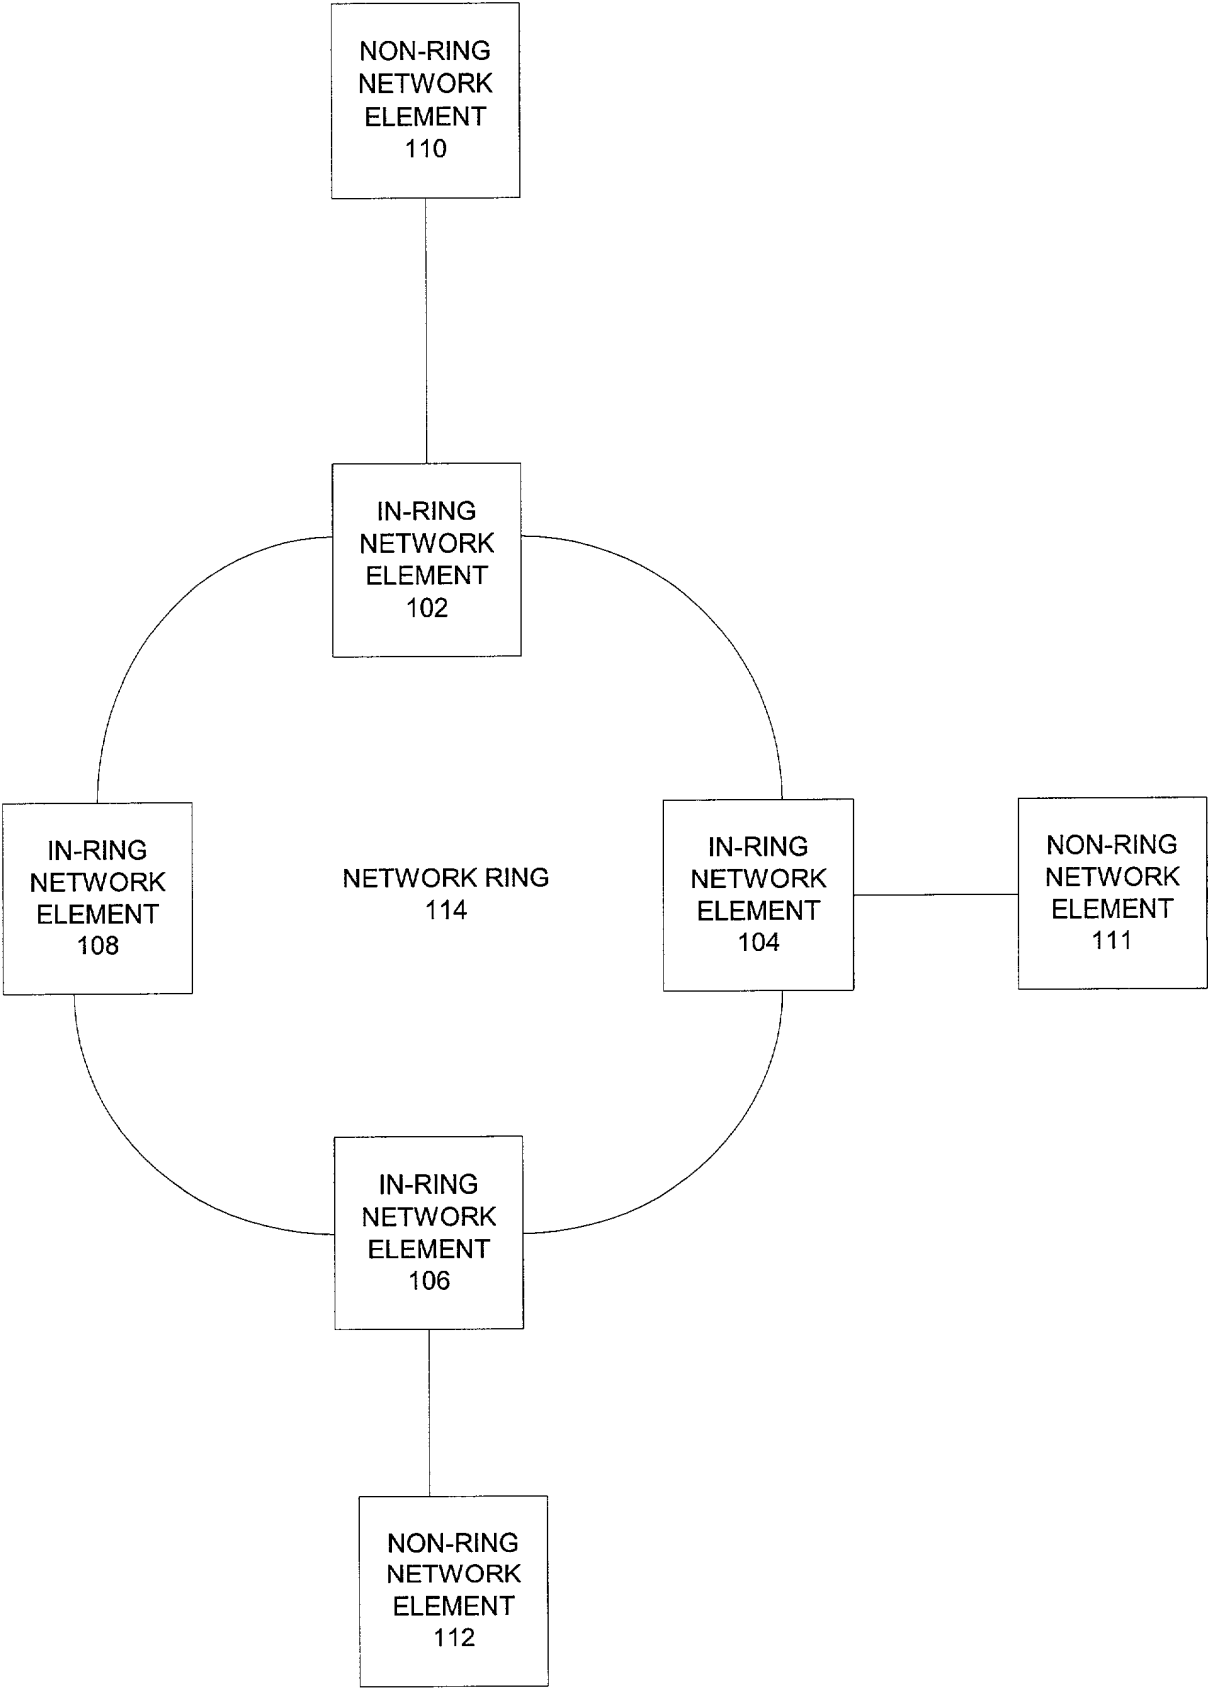 NON-RING
NETWORK
ELEMENT
110
IN-RING
NETWORK
ELEMENT
102
IN-RING
NETWORK
ELEMENT
108
NETWORK RING
114
IN-RING
NETWORK
ELEMENT
104
NON-RING
NETWORK
ELEMENT
111
IN-RING
NETWORK
ELEMENT
106
NON-RING
NETWORK
ELEMENT
112